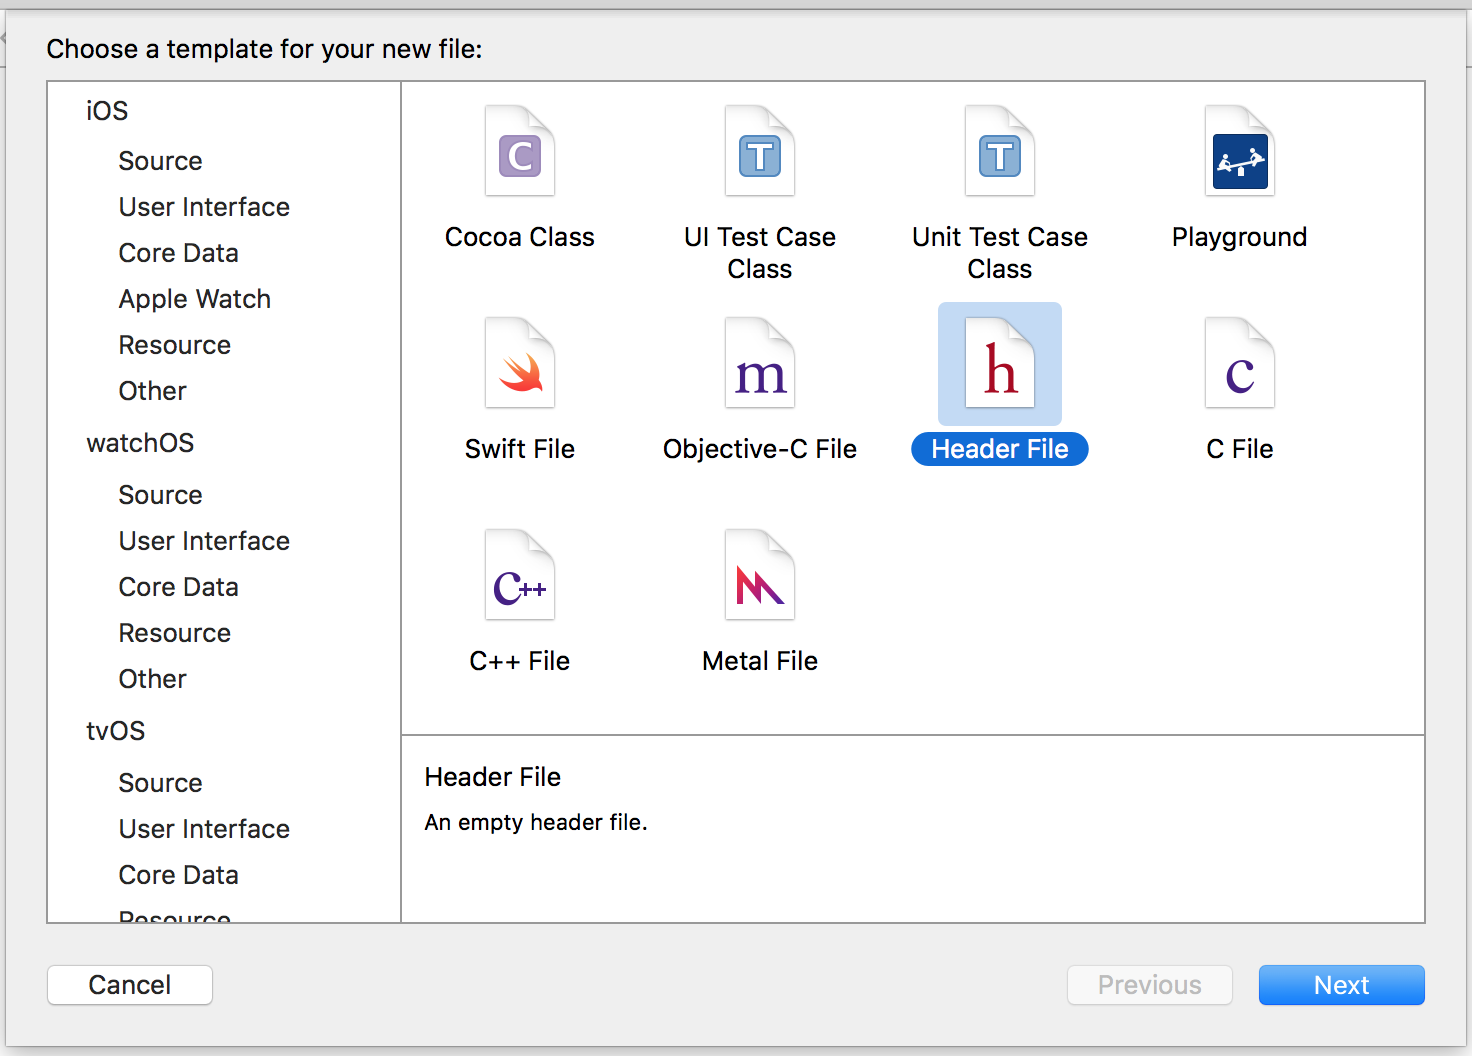 Choose a template for your new file:
iOS
Source
User Interface
Core Data
Apple Watch
Resource
Other
watchOS
Source
User Interface
Core Data
Resource
Other
tvOS
Source
User Interface
Core Data
Resource
C
T
T
Cocoa Class
UI Test Case
Class
Unit Test Case
Class
Playground
m
h
c
Swift File
Objective-C File
Header File
C File
C++
C++ File
Metal File
Header File
An empty header file.
Cancel
Previous
Next